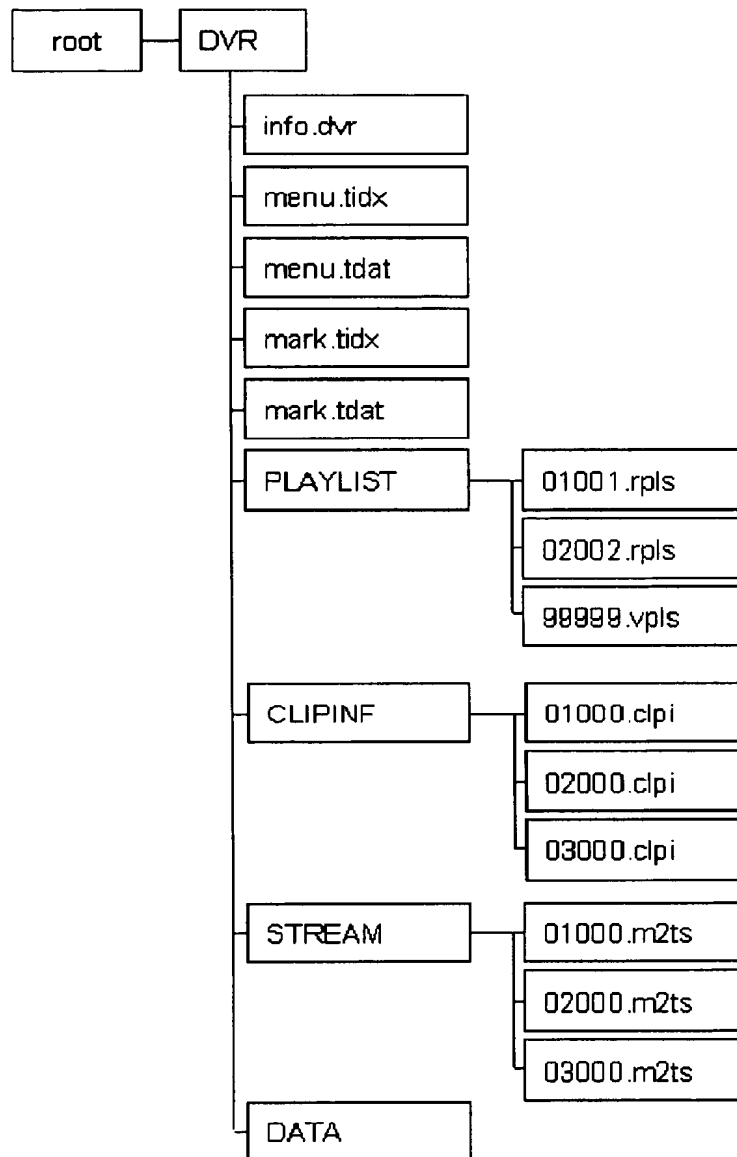 root
DVR
info.dvr
menu.tidx
menu.tdat
mark.tidx
mark.tdat
PLAYLIST
01001.rpls
02002.rpls
99999.vpls
CLIPINF
01000.clpi
02000.clpi
03000.clpi
STREAM
01000.m2ts
02000.m2ts
03000.m2ts
DATA